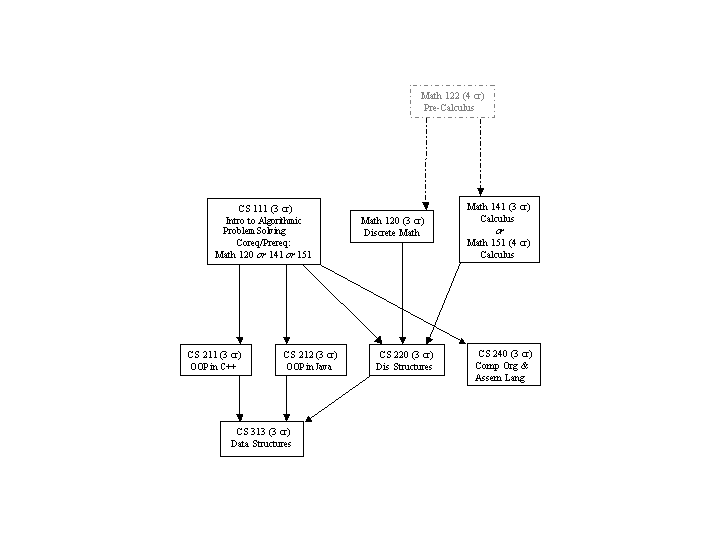 Math 122 (4 cr)
Pre-Calculus
CS 111 (3 cr)
Intro to Algorithmic
Problem Solving
Coreq/Prereq:
Math 120 or 141 or 151
Math 120 (3 cr)
Discrete Math
Math 141 (3 cr)
Calculus
or
Math 151 (4 cr)
Calculus
CS 211 (3 cr)
OOP in C++
CS 212 (3 cr)
OOP in Java
CS 220 (3 cr)
Dis Structures
CS 240 (3 cr)
Comp Org &
Assem Lang
CS 313 (3 cr)
Data Structures